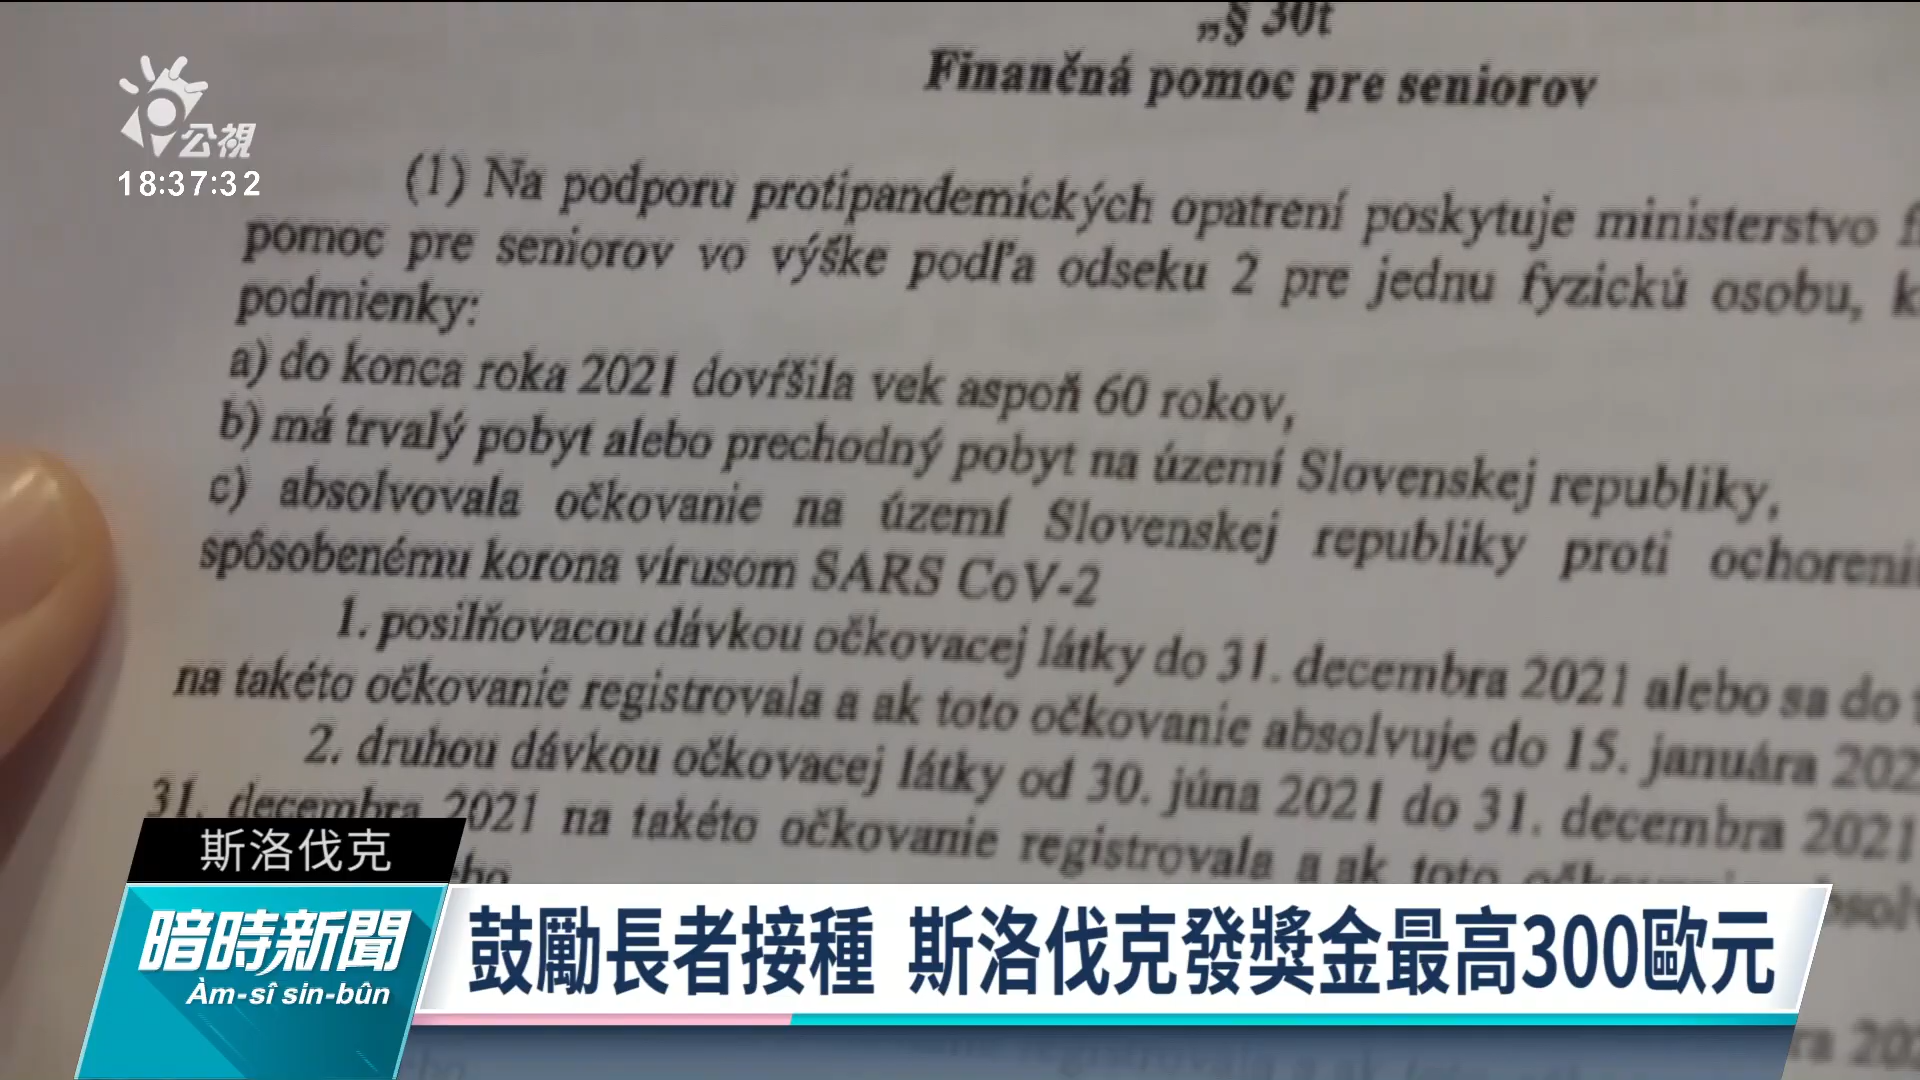 „§ 30t
Finančná pomoc pre seniorov
公視
18:37:32
(1) Na podporu protipandemických opatrení poskytuje ministerstvo
pomoc pre seniorov vo výške podľa odseku 2 pre jednu fyzickú osobu,
podmienky:
a) do konca roka 2021 dovŕšila vek aspoň 60 rokov,
b) má trvalý pobyt alebo prechodný pobyt na území Slovenskej republiky,
c) absolvovala očkovanie na území Slovenskej republiky proti
spôsobenému korona vírusom SARS CoV-2
1. posilňovacou dávkou očkovacej látky do 31. decembra 2021 alebo sa do
na takéto očkovanie registrovala a ak toto očkovanie absolvuje do 15. januára
2. druhou dávkou očkovacej látky od 30. júna 2021 do 31. decembra 2021
31. decembra 2021 na takéto očkovanie registrovala a ak toto
斯洛伐克
暗時新聞
Àm-sî sin-bûn
鼓勵長者接種 斯洛伐克發獎金最高300歐元